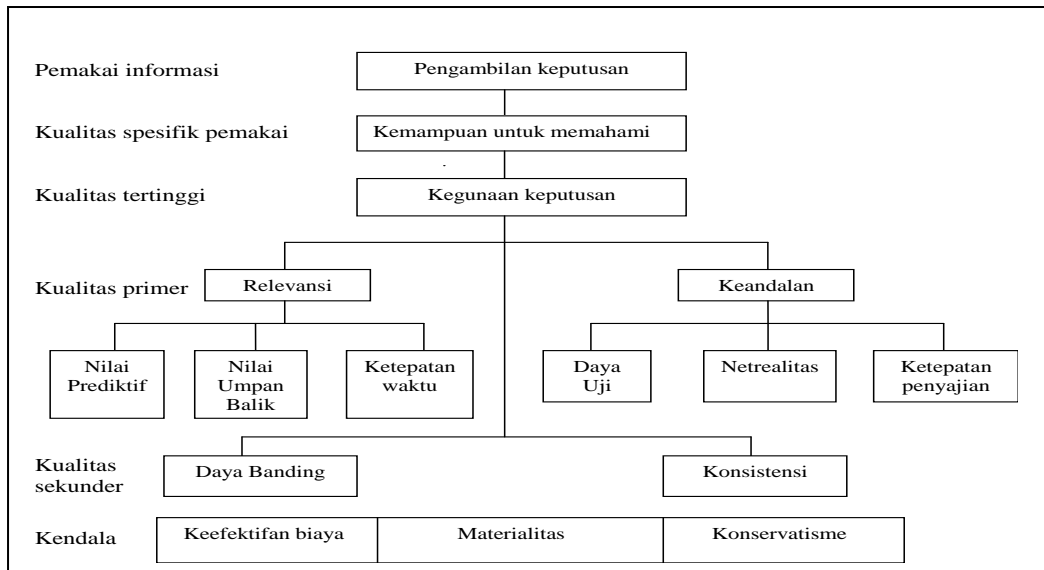 Pemakai informasi
Pengambilan keputusan
Kualitas spesifik pemakai
Kemampuan untuk memahami
Kualitas tertinggi
Kegunaan keputusan
Kualitas primer
Relevansi
Keandalan
Nilai
Prediktif
Nilai
Umpan
Balik
Ketepatan
waktu
Daya
Uji
Netrealitas
Ketepatan
penyajian
Kualitas
sekunder
Daya Banding
Konsistensi
Kendala
Keefektifan biaya
Materialitas
Konservatisme